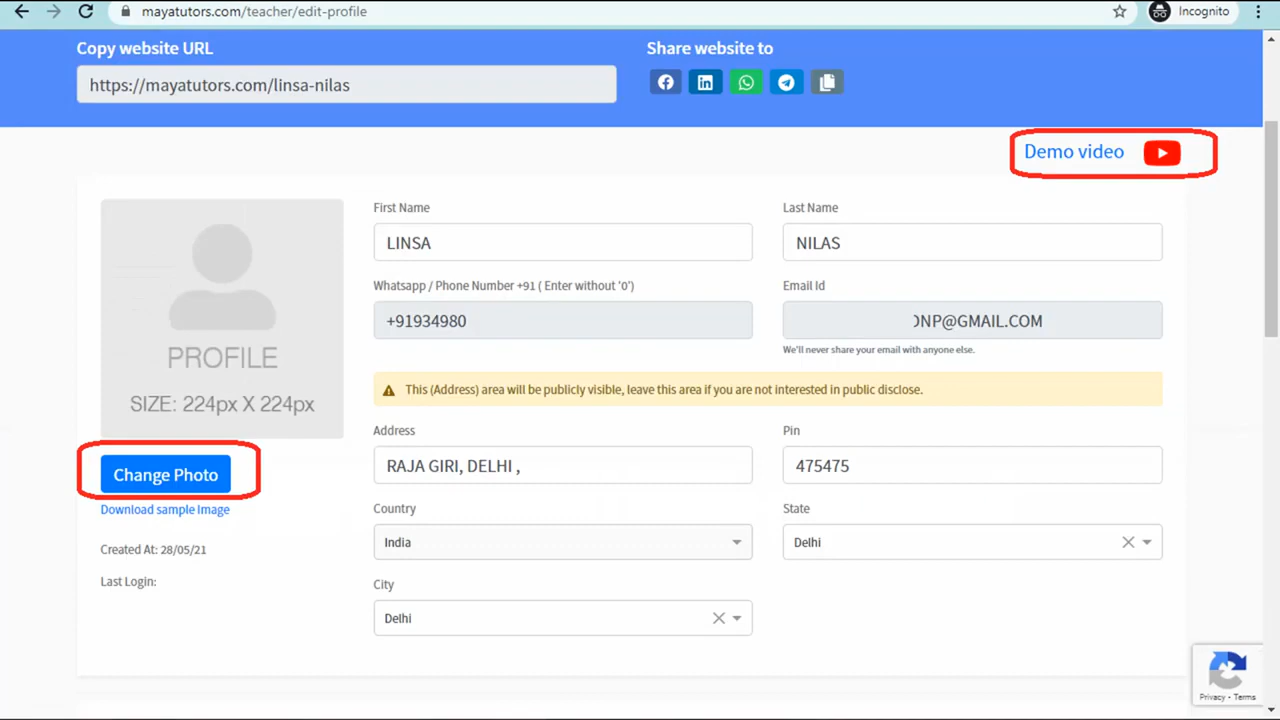 mayatutors.com/teacher/edit-profile
Incognito
Copy website URL
Share website to
https://mayatutors.com/linsa-nilas
Demo video
PROFILE
SIZE: 224px X 224px
Change Photo
Download sample Image
Created At: 28/05/21
Last Login:
First Name
Last Name
LINSA
NILAS
Whatsapp / Phone Number +91 ( Enter without '0')
Email Id
+91934980
NP@GMAIL.COM
We'll never share your email with anyone else.
This (Address) area will be publicly visible, leave this area if you are not interested in public disclose.
Address
Pin
RAJA GIRI, DELHI ,
475475
Country
State
India
Delhi
City
Delhi
Privacy - Terms